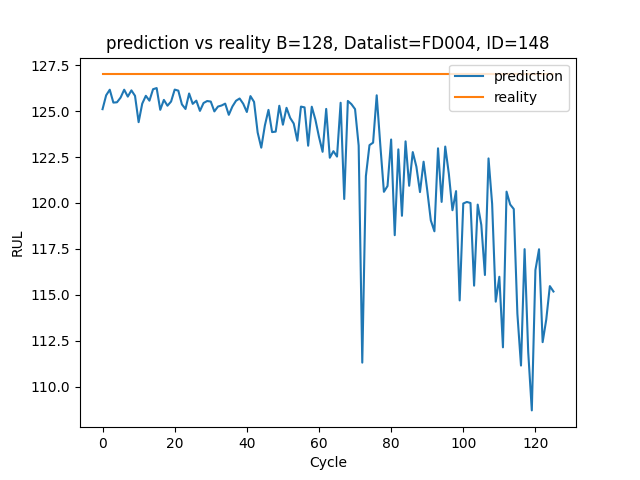 prediction vs reality B=128, Datalist=FD004, ID=148
127.5
125.0
122.5
120.0
117.5
115.0
112.5
110.0
RUL
0 20 40 60 80 100 120
Cycle
prediction
reality